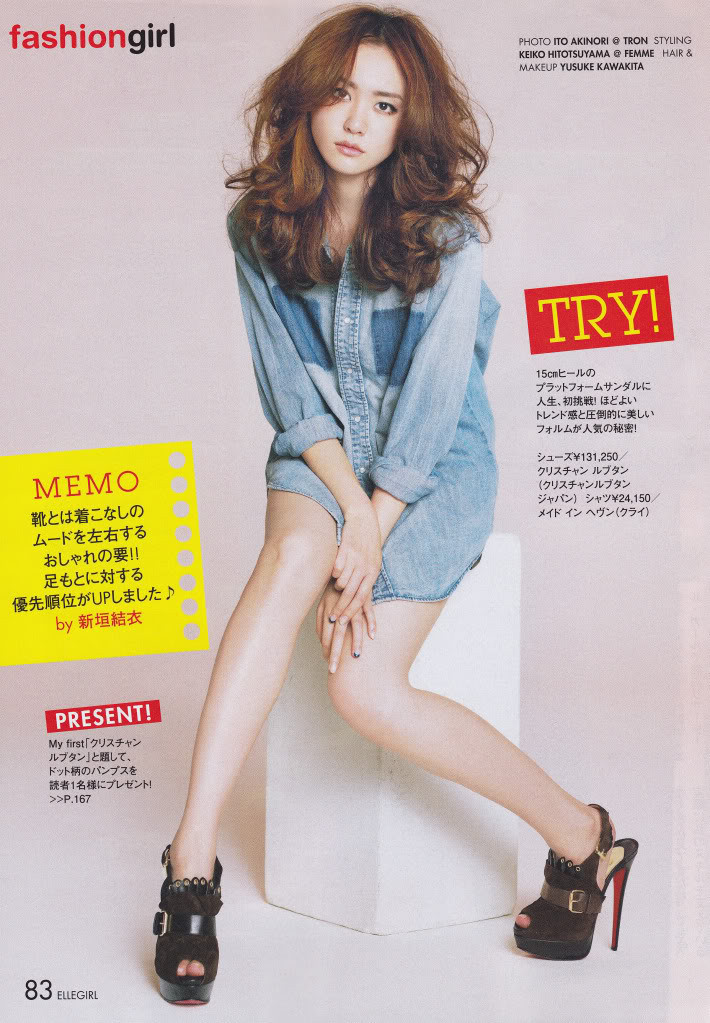 fashiongirl
PHOTO ITO AKINORI @ TRON STYLING
KEIKO HITOTSUYAMA @ FEMME HAIR &
MAKEUP YUSUKE KAWAKITA
TRY!
15cmヒールの
プラットフォームサンダルに
人生、初挑戦! ほどよい
トレンド感と圧倒的に美しい
フォルムが人気の秘密!
シューズ¥131,250/
クリスチャン ルブタン
(クリスチャンルブタン
ジャパン) シャツ¥24,150/
メイド イン ヘヴン(クライ)
MEMO
靴とは着こなしの
ムードを左右する
おしゃれの要!!
足もとに対する
優先順位がUPしました♪
by 新垣結衣
PRESENT!
My first「クリスチャン
ルブタン」と題して、
ドット柄のパンプスを
読者1名様にプレゼント!
>>P.167
83 ELLEGIRL